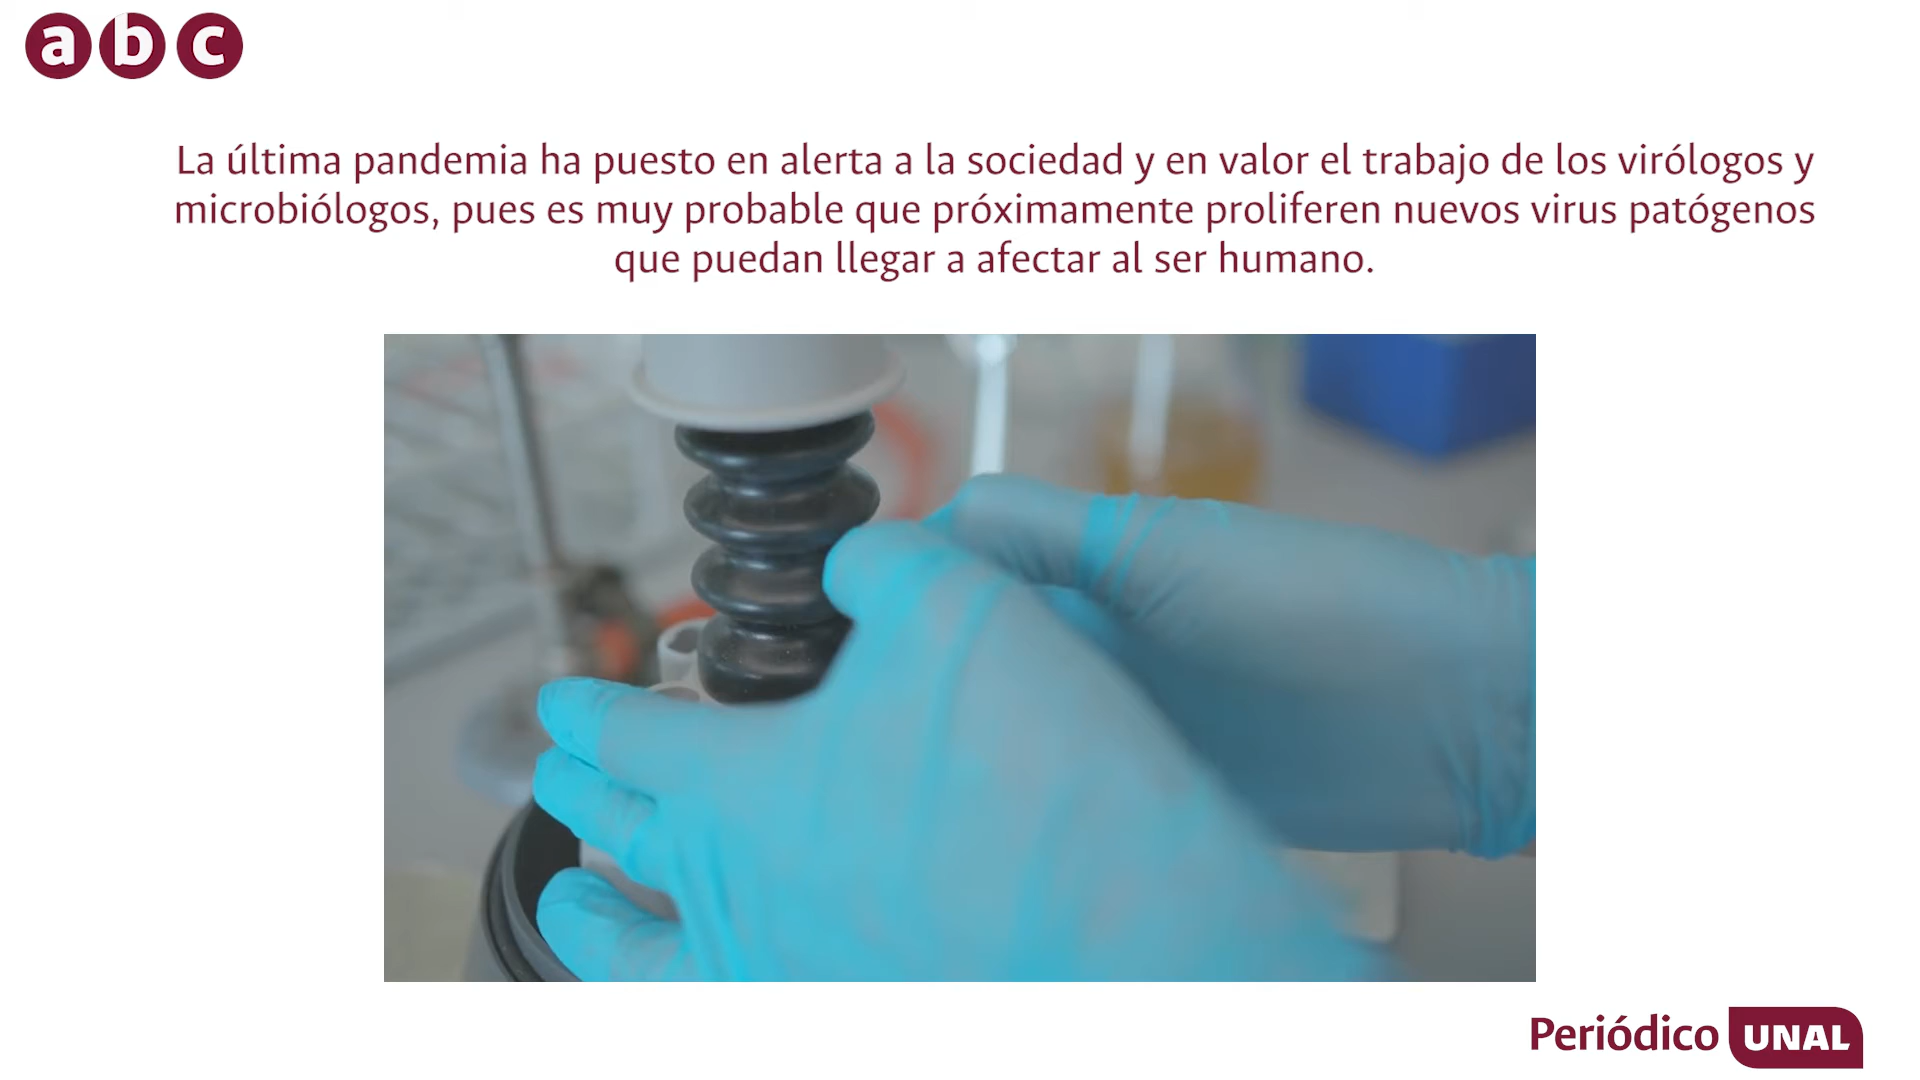 abc
La última pandemia ha puesto en alerta a la sociedad y en valor el trabajo de los virólogos y
microbiólogos, pues es muy probable que próximamente proliferen nuevos virus patógenos
que puedan llegar a afectar al ser humano.
Periódico UNAL